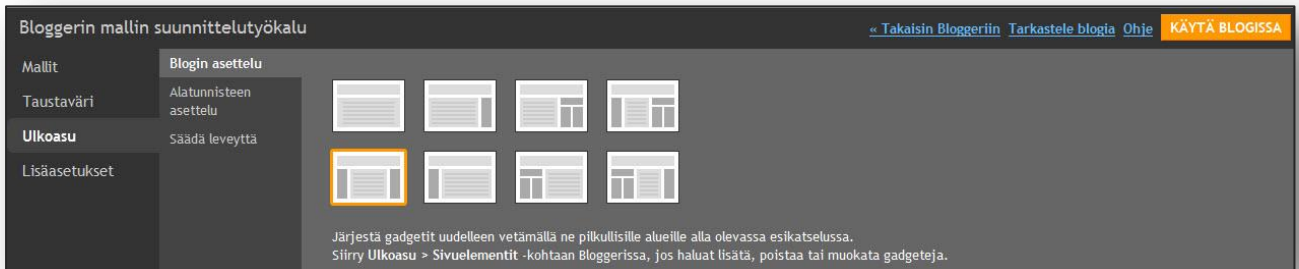 Bloggerin mallin suunnittelutyökalu
« Takaisin Bloggeriin Tarkastele blogia Ohje KÄYTÄ BLOGISSA
Mallit
Taustaväri
Ulkoasu
Lisäasetukset
Blogin asettelu
Alatunnisteen
asettelu
Säädä leveyttä
Järjestä gadgetit uudelleen vetämällä ne pilkullisille alueille alla olevassa esikatselussa.
Siirry Ulkoasu > Sivuelementit -kohtaan Bloggerissa, jos haluat lisätä, poistaa tai muokata gadgeteja.